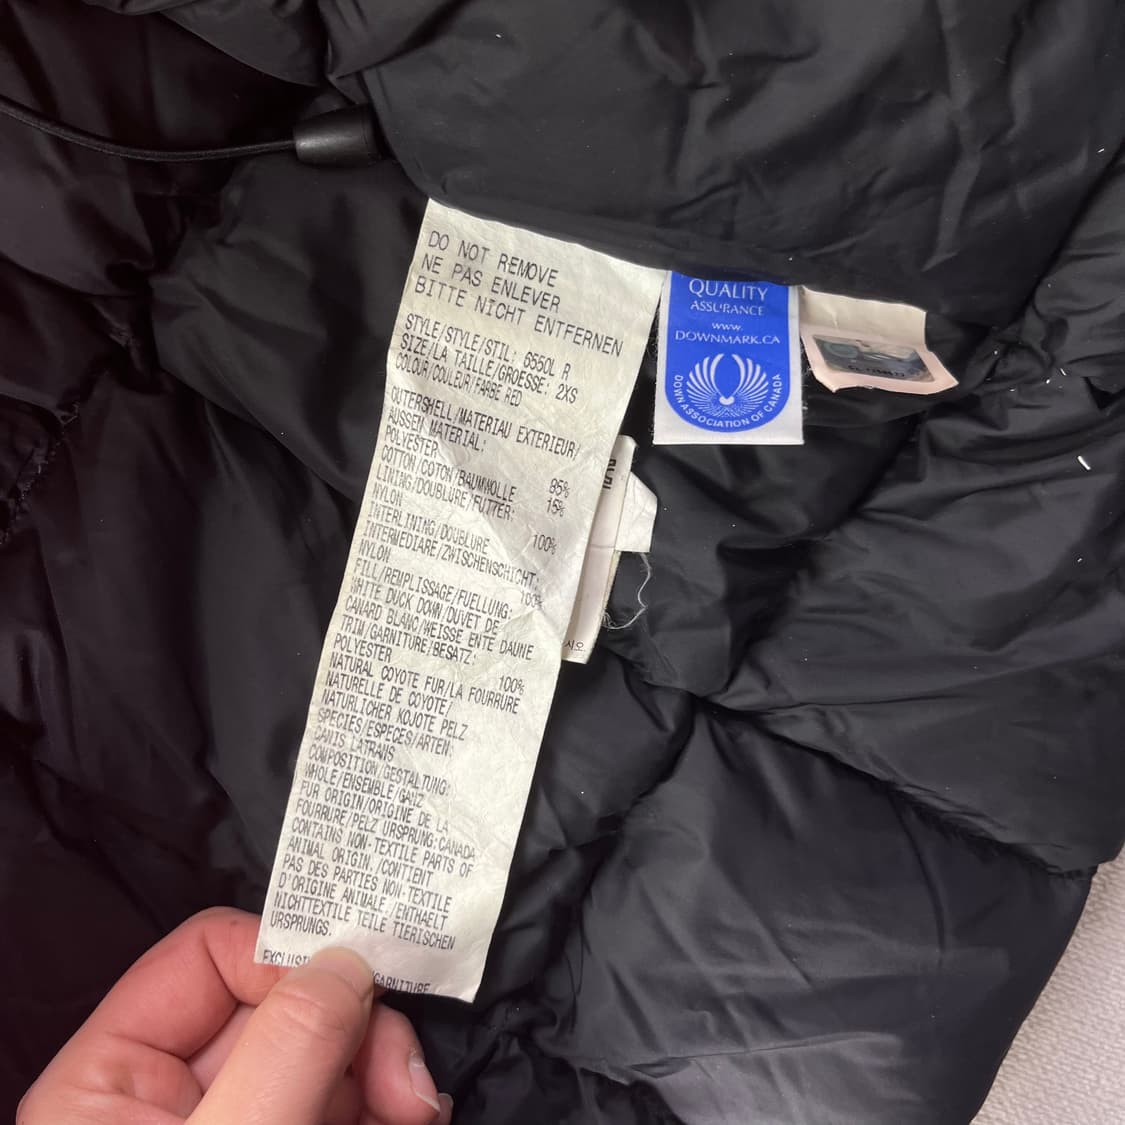 DO NOT REMOVE
NE PAS ENLEVER
BITTE NICHT ENTFERNEN
STYLE/STYLE/STIL: 6550L R
SIZE/LA TAILLE/GROESSE: 2XS
COLOUR/COULEUR/FARBE RED
OUTERSHELL/MATERIAU EXTERIEUR/
AUSSEN MATERIAL:
POLYESTER 85%
COTTON/COTON/BAUMWOLLE 15%
LINING/DOUBLURE/FUTTER:
NYLON 100%
INTERLINING/DOUBLURE
INTERMEDIARE/ZWISCHENSCHICHT:
NYLON 100%
FILL/REMPLISSAGE/FUELLUNG:
WHITE DUCK DOWN/DUVET DE
CANARD BLANC/WEISSE ENTE DAUNE
TRIM/GARNITURE/BESATZ:
POLYESTER 100%
NATURAL COYOTE FUR/LA FOURRURE
NATURELLE DE COYOTE/
NATURLICHER KOJOTE PELZ
SPECIES/ESPECES/ARTEN:
CANIS LATRANS
COMPOSITION/GESTALTUNG:
WHOLE/ENSEMBLE/GANZ
FUR ORIGIN/ORIGINE DE LA
FOURRURE/PELZ URSPRUNG:CANADA
CONTAINS NON-TEXTILE PARTS OF
ANIMAL ORIGIN./CONTIENT
PAS DES PARTIES NON-TEXTILE
D'ORIGINE ANIMALE/ENTHAELT
NICHTTEXTILE TEILE TIERISCHEN
URSPRUNGS.
GARNITURE
QUALITY
ASSURANCE
www.
DOWNMARK.CA
DOWN ASSOCIATION OF CANADA
시오